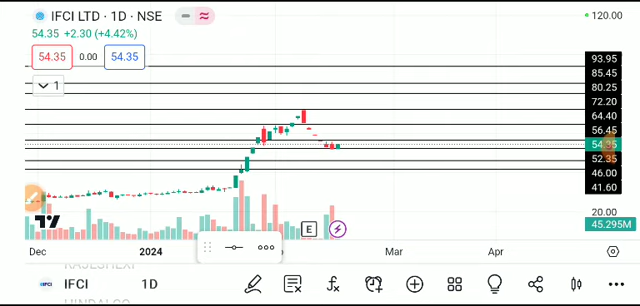 IFCI LTD · 1D · NSE
54.35 +2.30 (+4.42%)
54.35 0.00 54.35
1
120.00
93.95
85.45
80.25
72.20
64.40
56.45
54.35
52.35
46.00
41.60
20.00
45.295M
E
Dec 2024 Mar Apr
IFCI 1D